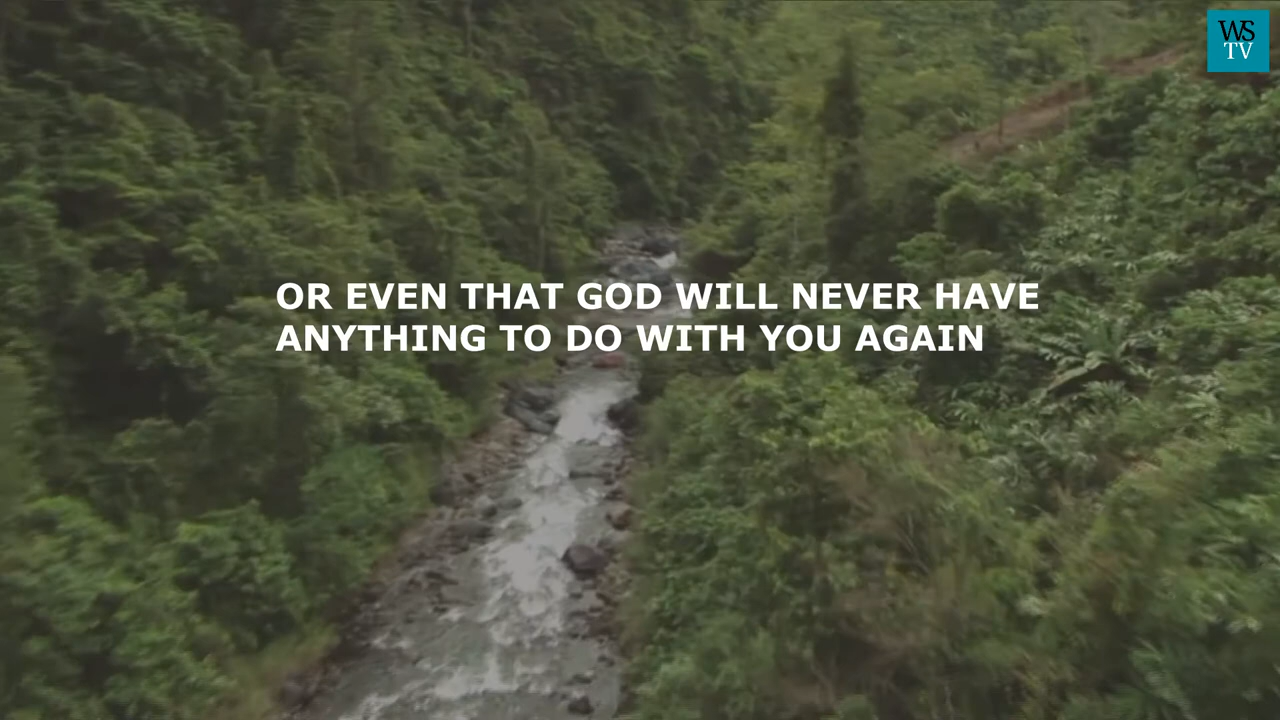 WS
TV
OR EVEN THAT GOD WILL NEVER HAVE
ANYTHING TO DO WITH YOU AGAIN